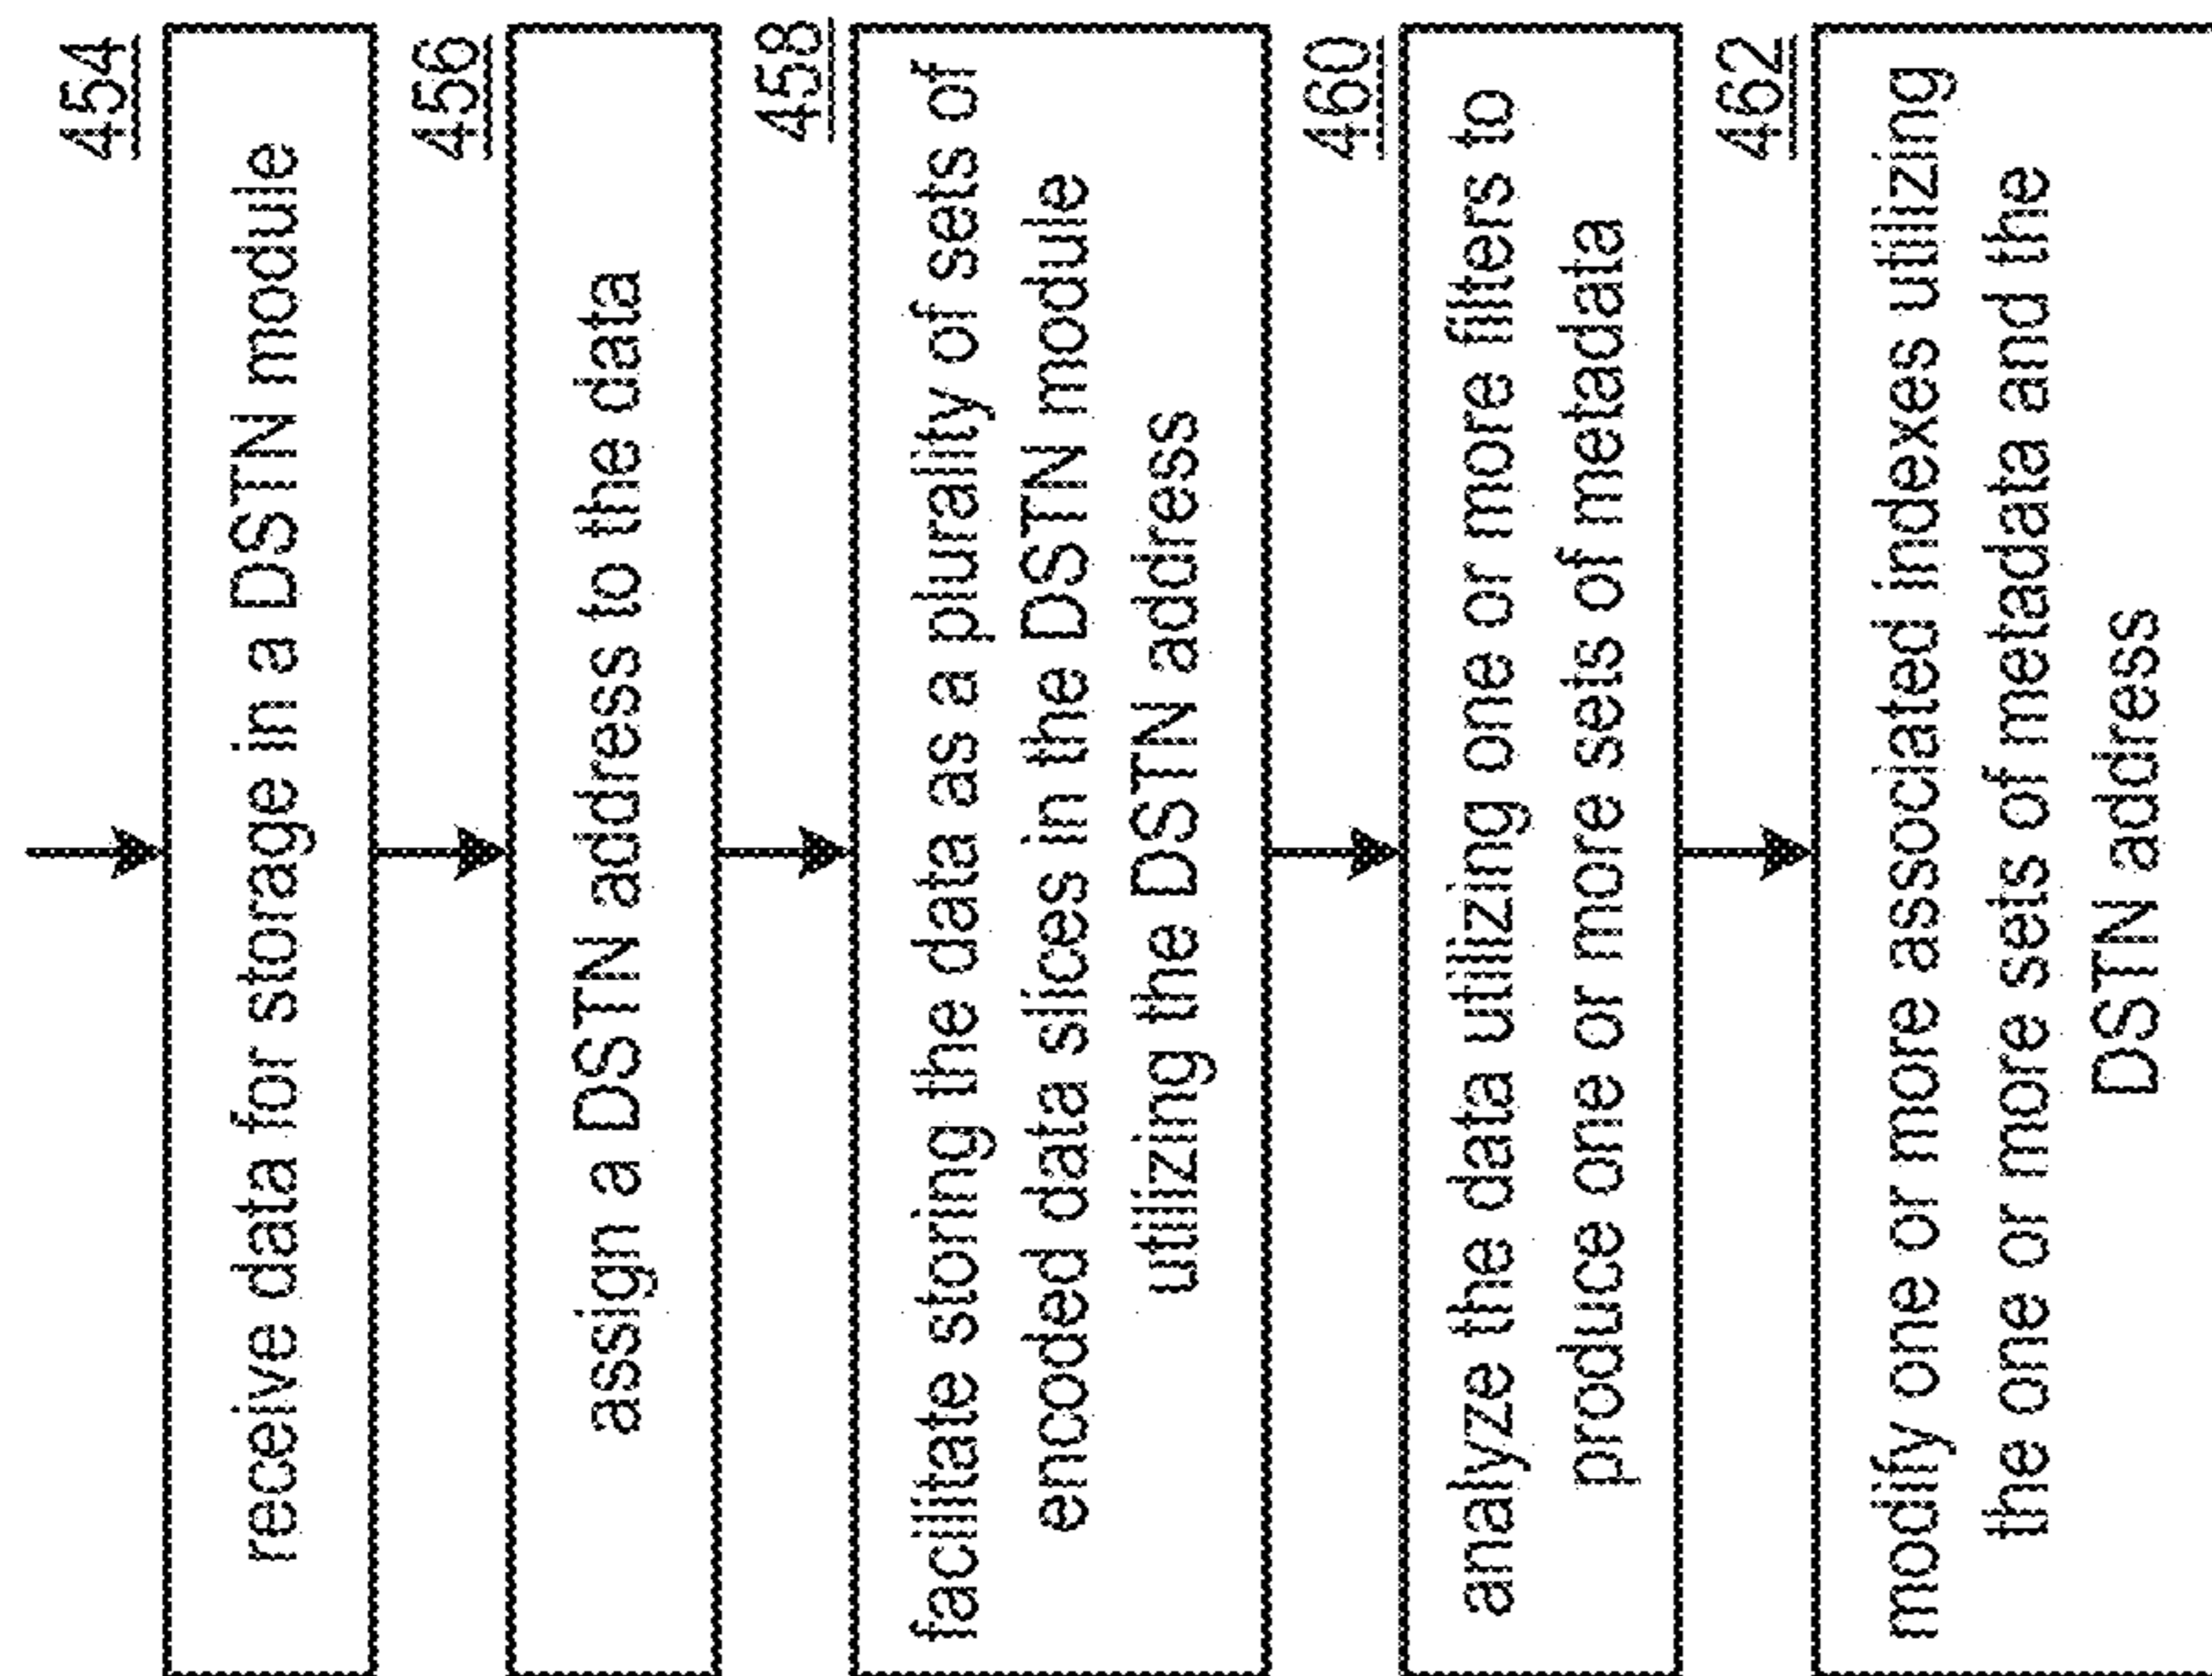 454
receive data for storage in a DSTN module
456
assign a DSTN address to the data
458
facilitate storing the data as a plurality of sets of
encoded data slices in the DSTN module
utilizing the DSTN address
460
analyze the data utilizing one or more filters to
produce one or more sets of metadata
462
modify one or more associated indexes utilizing
the one or more sets of metadata and the
DSTN address